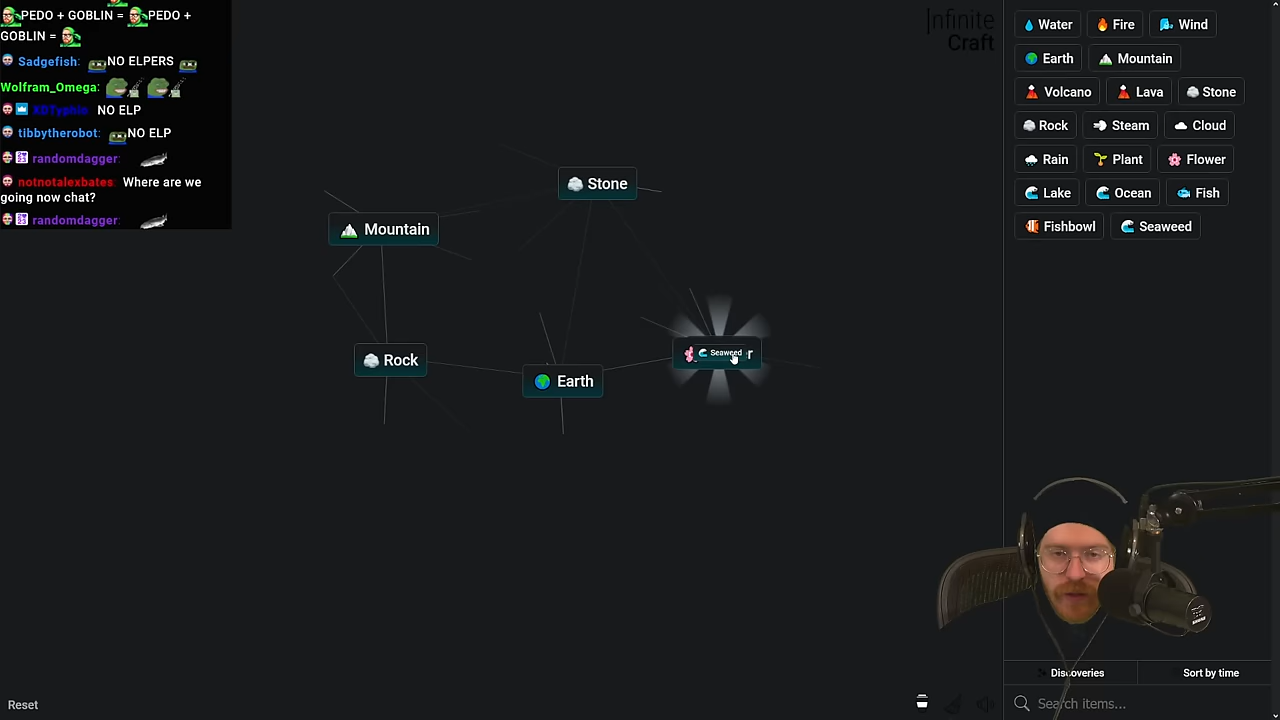 PEDO + GOBLIN = PEDO +
GOBLIN =
Sadgefish: NO ELPERS
Wolfram_Omega:
XDTyphin NO ELP
tibbytherobot: NO ELP
randomdagger:
notnotalexbates: Where are we
going now chat?
randomdagger:
Infinite
Craft
Stone
Mountain
Rock
Earth
Seaweed
Water
Fire
Wind
Earth
Mountain
Volcano
Lava
Stone
Rock
Steam
Cloud
Rain
Plant
Flower
Lake
Ocean
Fish
Fishbowl
Seaweed
Discoveries
Sort by time
Search items...
Reset